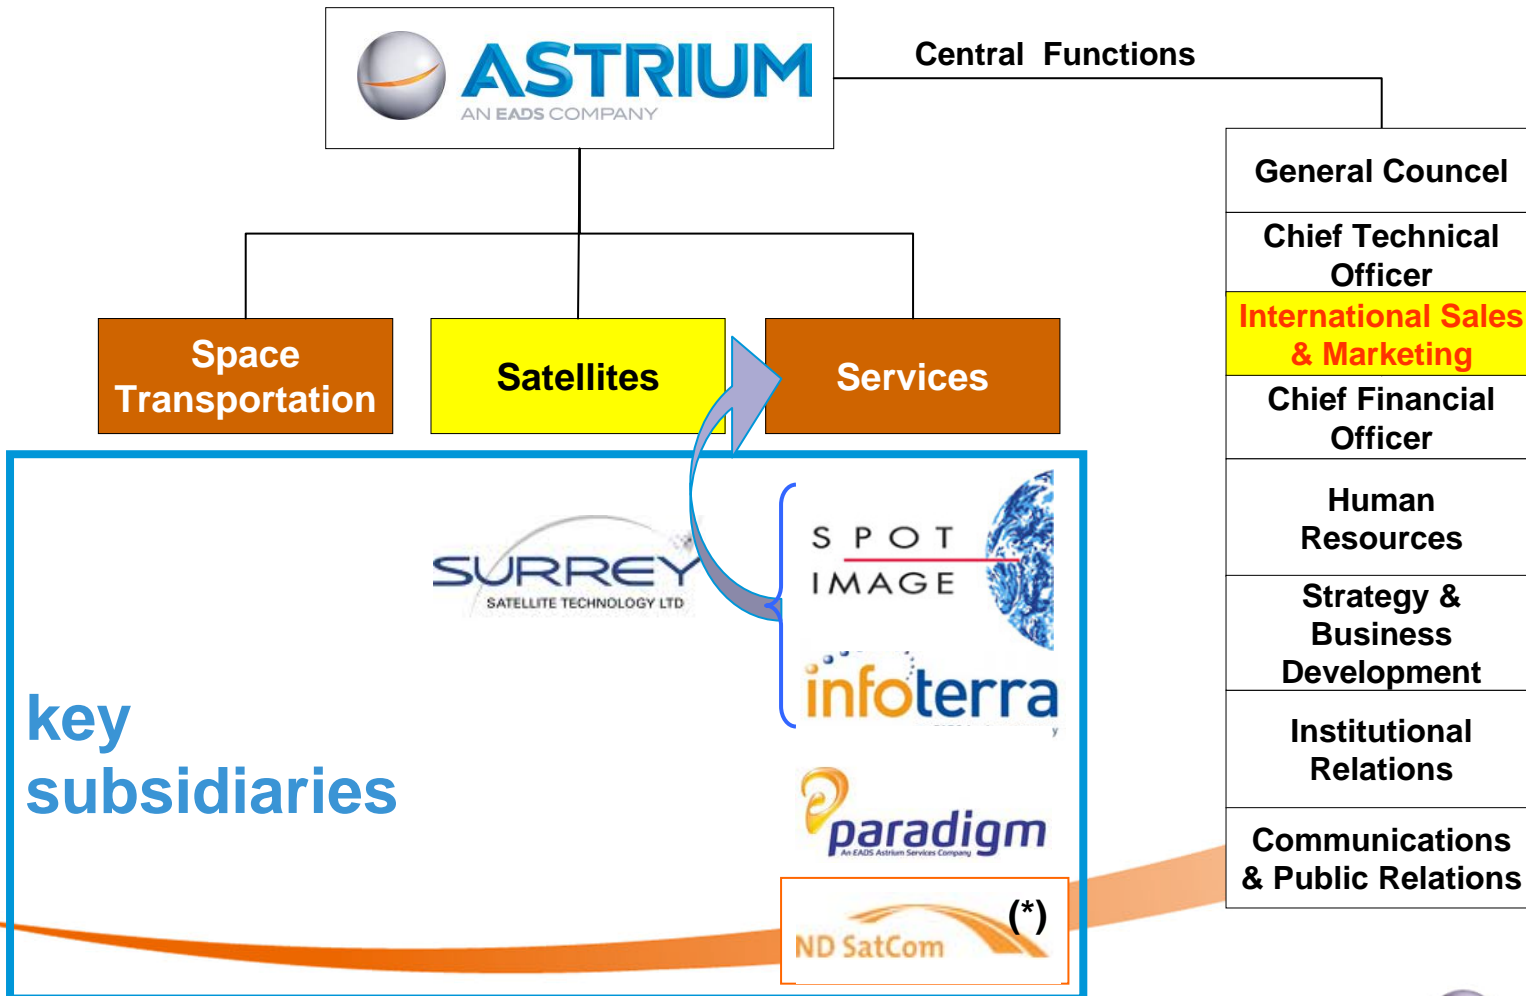 ASTRIUM
AN EADS COMPANY
Central Functions
General Councel
Chief Technical
Officer
International Sales
& Marketing
Chief Financial
Officer
Human
Resources
Strategy &
Business
Development
Institutional
Relations
Communications
& Public Relations
Space
Transportation
Satellites
Services
key
subsidiaries
SURREY
SATELLITE TECHNOLOGY LTD
SPOT
IMAGE
infoterra
y
paradigm
An EADS Astrium Services Company
(*)
ND SatCom